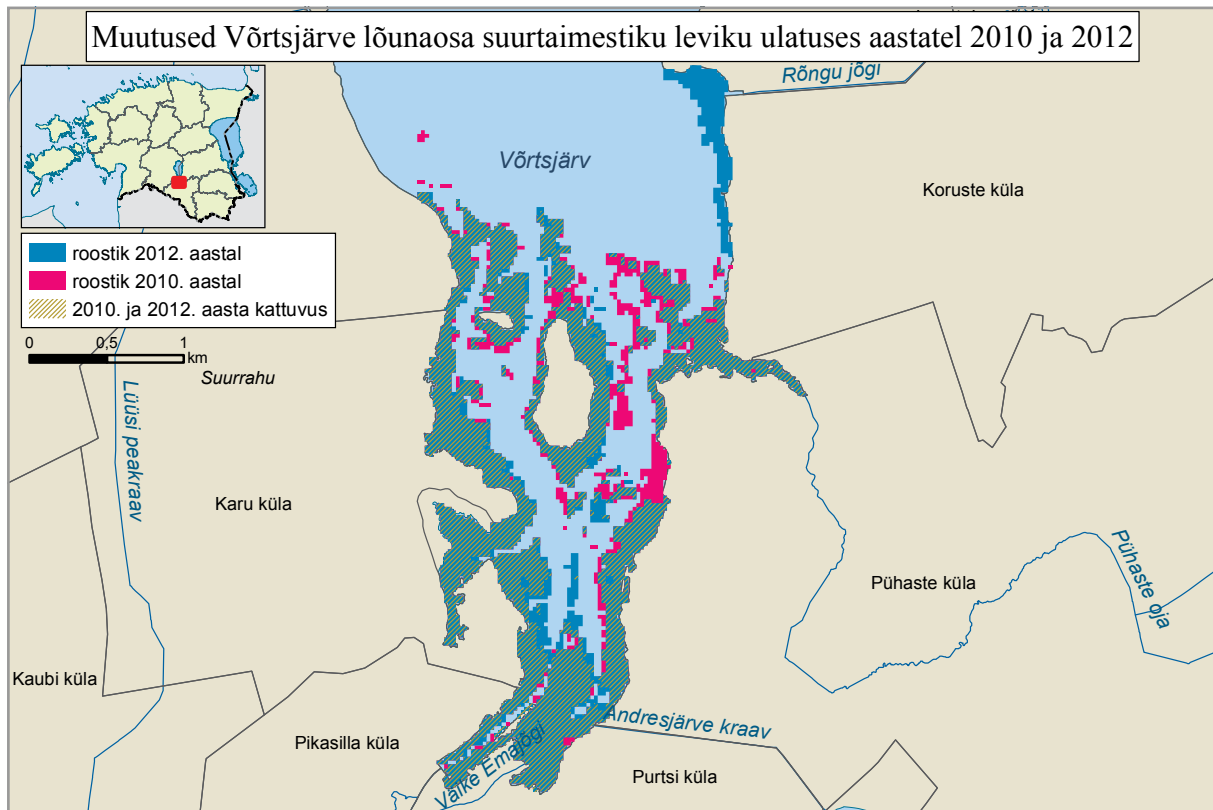 Muutused Võrtsjärve lõunaosa suurtaimestiku leviku ulatuses aastatel 2010 ja 2012
Rõngu jõgi
Võrtsjärv
Koruste küla
roostik 2012. aastal
roostik 2010. aastal
2010. ja 2012. aasta kattuvus
0 0,5 1
km
Suurrahu
Lüüsi peakraav
Karu küla
Pühaste küla
Pühaste oja
Kaubi küla
Andresjärve kraav
Pikasilla küla
Väike Emajõgi
Purtsi küla